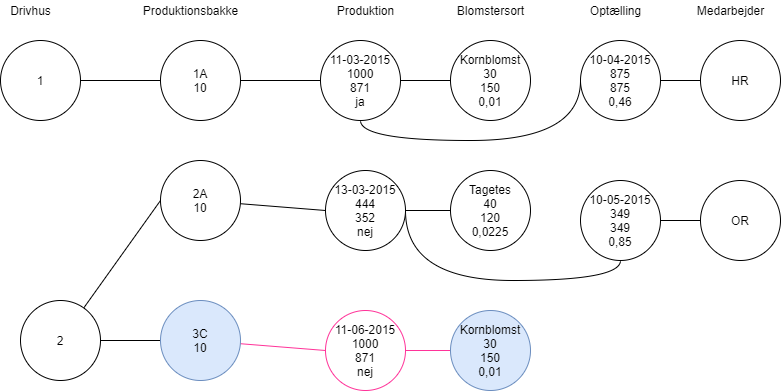 Drivhus
Produktionsbakke
Produktion
Blomstersort
Optælling
Medarbejder
1
1A
10
11-03-2015
1000
871
ja
Kornblomst
30
150
0,01
10-04-2015
875
875
0,46
HR
2A
10
13-03-2015
444
352
nej
Tagetes
40
120
0,0225
10-05-2015
349
349
0,85
OR
2
3C
10
11-06-2015
1000
871
nej
Kornblomst
30
150
0,01